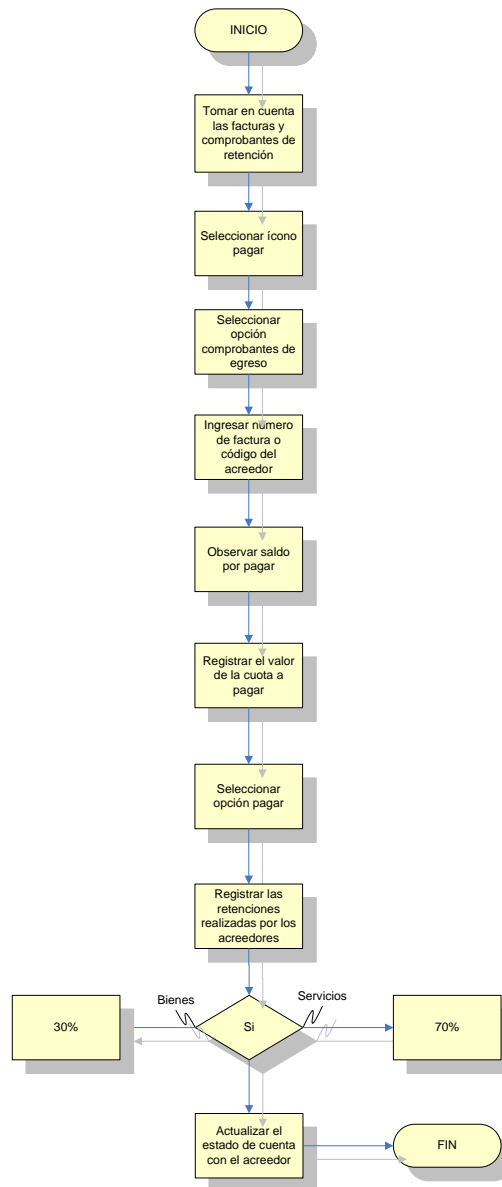 INICIO
Tomar en cuenta
las facturas y
comprobantes de
retención
Seleccionar ícono
pagar
Seleccionar
opción
comprobantes de
egreso
Ingresar número
de factura o
código del
acreedor
Observar saldo
por pagar
Registrar el valor
de la cuota a
pagar
Seleccionar
opción pagar
Registrar las
retenciones
realizadas por los
acreedores
Bienes
Servicios
30%
Si
70%
Actualizar el
estado de cuenta
con el acreedor
FIN